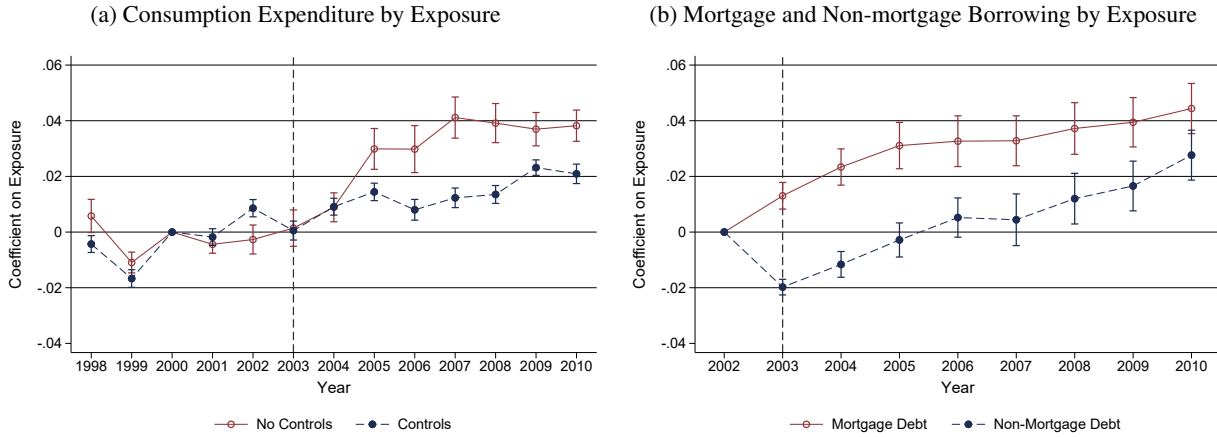 (a) Consumption Expenditure by Exposure
.06
.04
.02
0
-.02
-.04
Coefficient on Exposure
1998 1999 2000 2001 2002 2003 2004 2005 2006 2007 2008 2009 2010
Year
No Controls Controls
(b) Mortgage and Non-mortgage Borrowing by Exposure
.06
.04
.02
0
-.02
-.04
Coefficient on Exposure
2002 2003 2004 2005 2006 2007 2008 2009 2010
Year
Mortgage Debt Non-Mortgage Debt